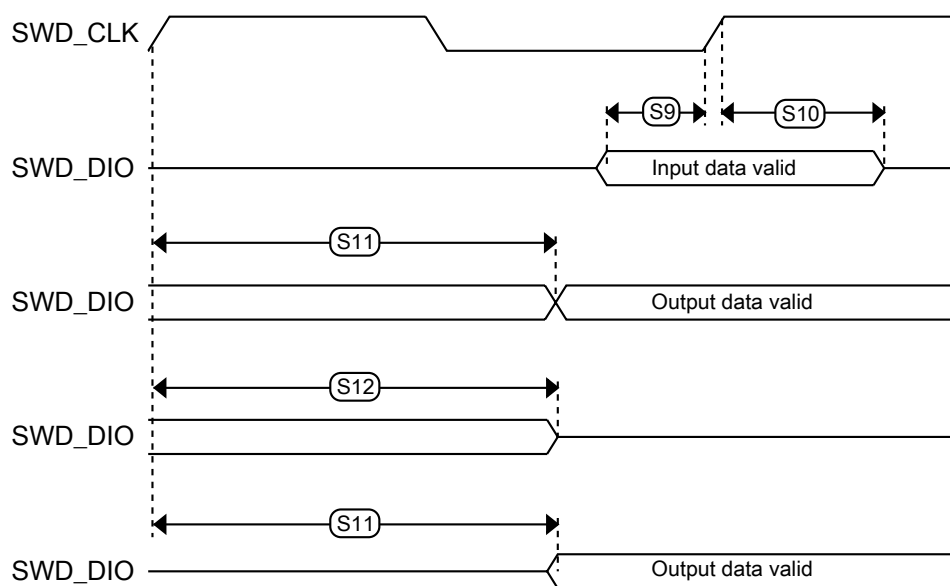 SWD_CLK
S9
S10
SWD_DIO
Input data valid
S11
SWD_DIO
Output data valid
S12
SWD_DIO
S11
SWD_DIO
Output data valid